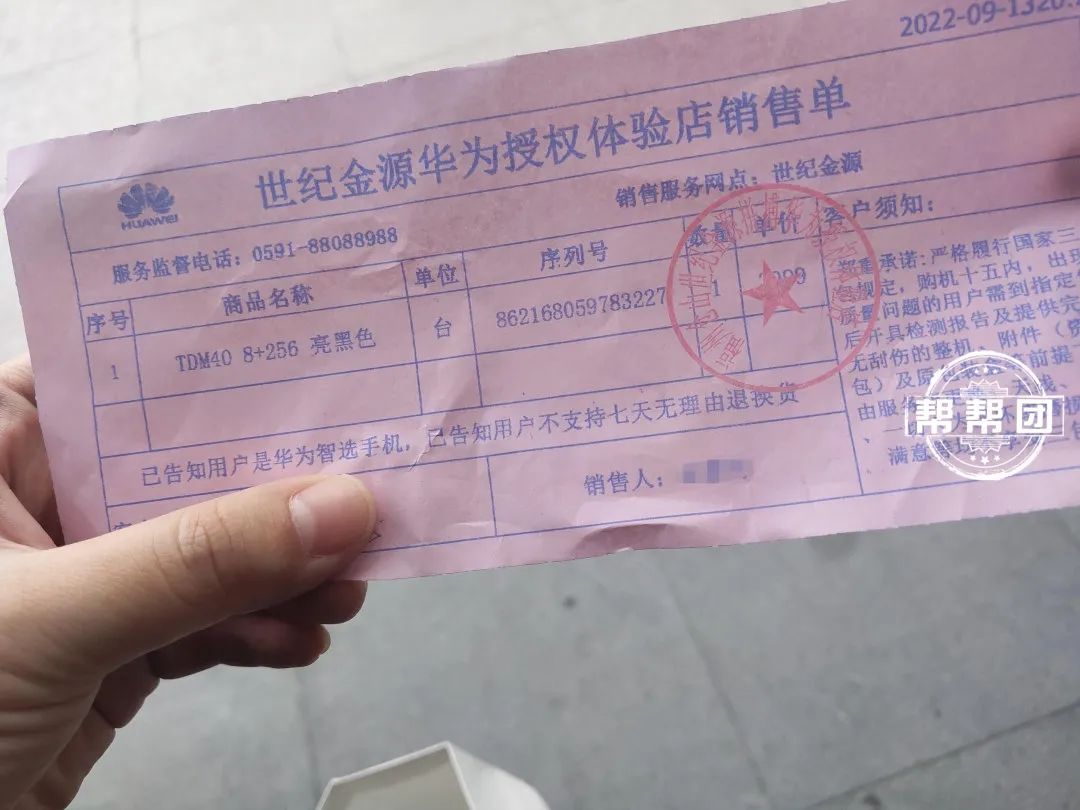 2022-09-1320:
HUAWEI
世纪金源华为授权体验店销售单
服务监督电话：0591-88088988
销售服务网点：世纪金源
序号 商品名称 单位 序列号 数量 单价
1 TDM40 8+256 亮黑色 台 862168059783227 1
已告知用户是华为智选手机，已告知用户不支持七天无理由退换货
销售人：
客户须知：
郑重承诺：严格履行国家三
包规定，购机十五内，出现
质量问题的用户需到指定
后开具检测报告及提供完
无刮伤的整机、附件（
包）及原
由服
满意
帮帮团